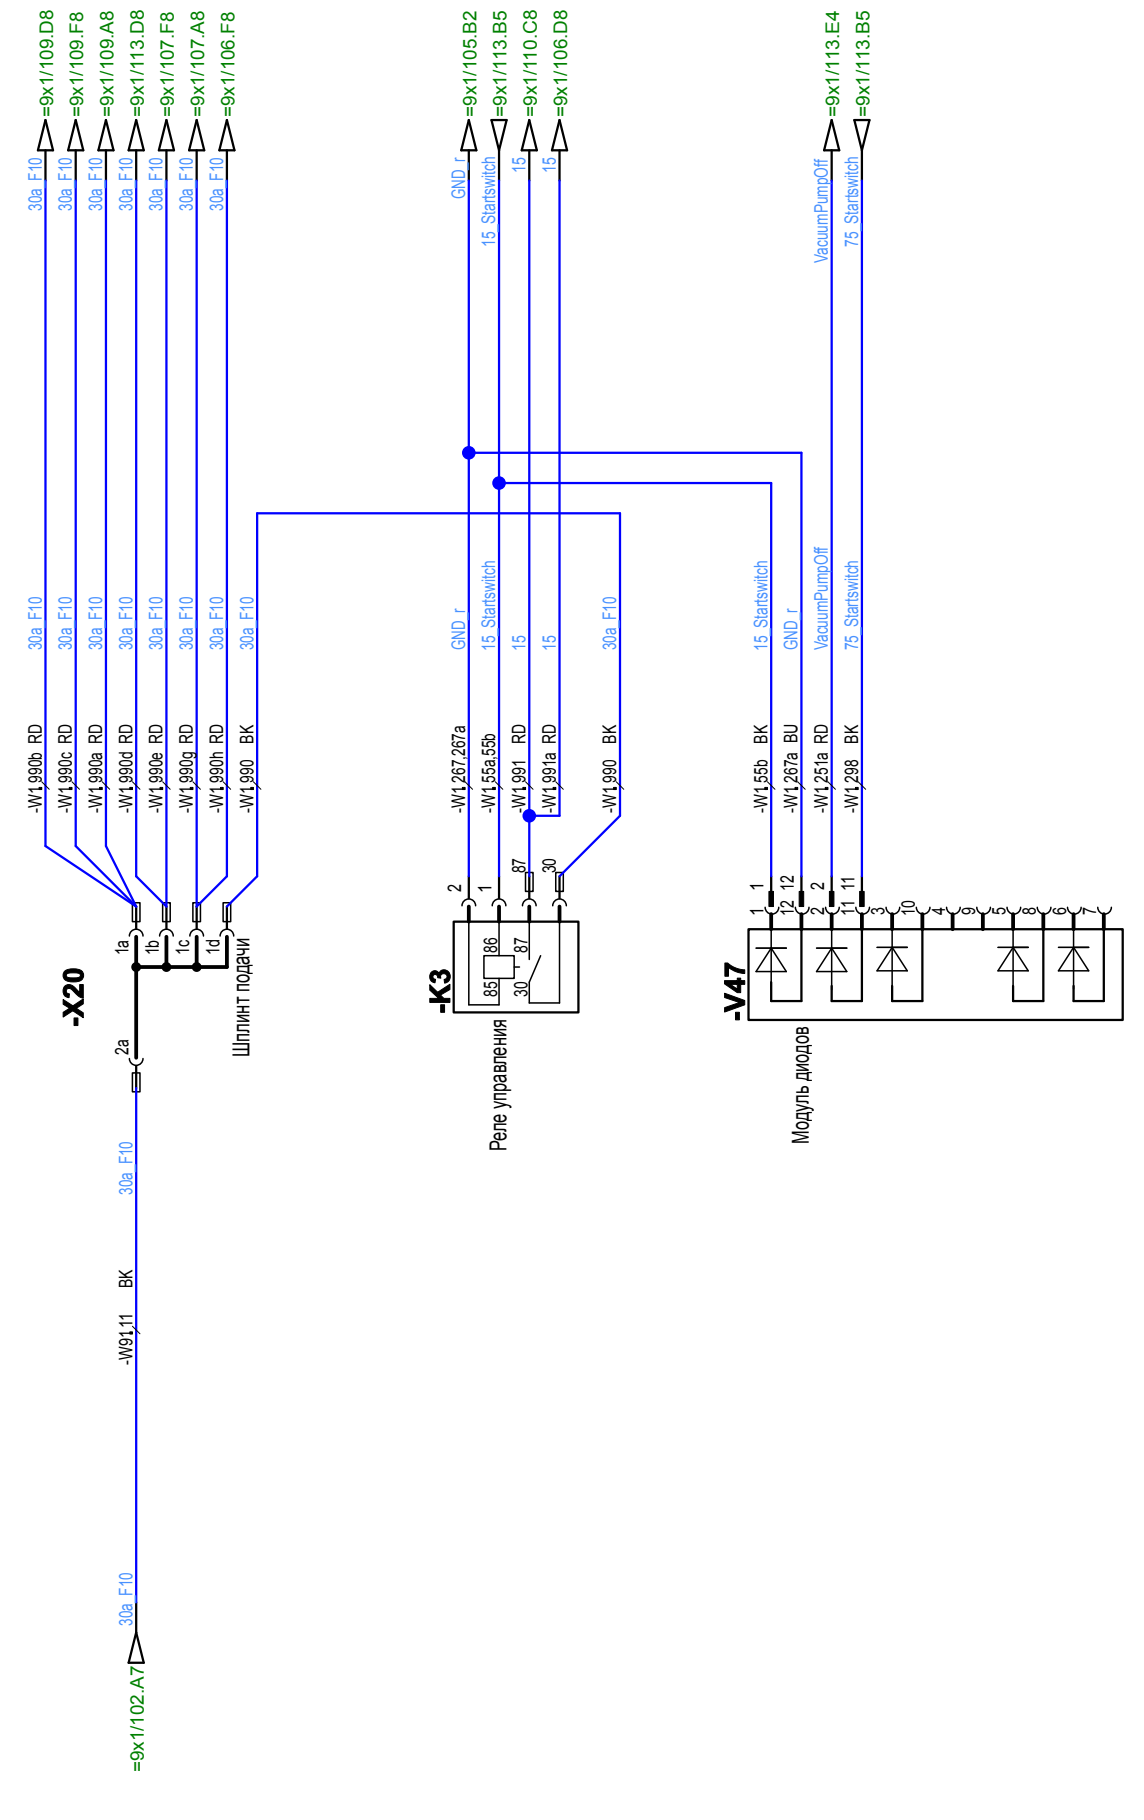 =9x1/109.D8
=9x1/109.F8
=9x1/109.A8
=9x1/113.D8
=9x1/107.F8
=9x1/107.A8
=9x1/106.F8
=9x1/105.B2
=9x1/113.B5
=9x1/110.C8
=9x1/106.D8
=9x1/113.E4
=9x1/113.B5
30a_F10
30a_F10
30a_F10
30a_F10
30a_F10
30a_F10
30a_F10
GND_r
15_Startswitch
15
15
VacuumPumpOff
75_Startswitch
30a_F10
30a_F10
30a_F10
30a_F10
30a_F10
30a_F10
30a_F10
30a_F10
GND_r
15_Startswitch
15
15
30a_F10
15_Startswitch
GND_r
VacuumPumpOff
75_Startswitch
-W1.990b RD
-W1.990c RD
-W1.990a RD
-W1.990d RD
-W1.990e RD
-W1.990g RD
-W1.990h RD
-W1.990 BK
-W1.267,267a
-W1.55a,55b
-W1.991 RD
-W1.991a RD
-W1.990 BK
-W1.55b BK
-W1.267a BU
-W1.251a RD
-W1.298 BK
2
1
87
30
1
12
2
11
1a
1b
1c
1d
1
12
2
11
3
10
4
9
5
8
6
7
-X20
Шплинт подачи
2a
-K3
85
86
30
87
Реле управления
-V47
Модуль диодов
30a_F10
-W91.11 BK
30a_F10
=9x1/102.A7